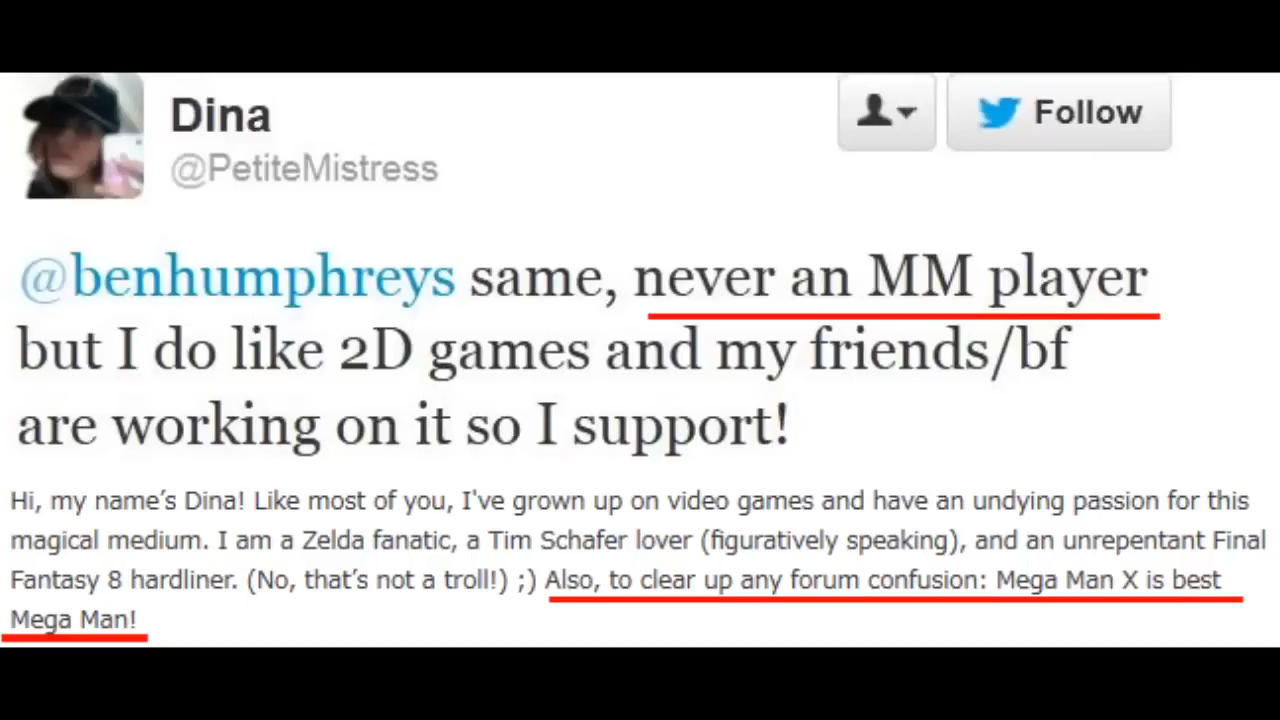 Dina
@PetiteMistress
Follow
@benhumphreys same, never an MM player
but I do like 2D games and my friends/bf
are working on it so I support!
Hi, my name’s Dina! Like most of you, I've grown up on video games and have an undying passion for this
magical medium. I am a Zelda fanatic, a Tim Schafer lover (figuratively speaking), and an unrepentant Final
Fantasy 8 hardliner. (No, that’s not a troll!) ;) Also, to clear up any forum confusion: Mega Man X is best
Mega Man!